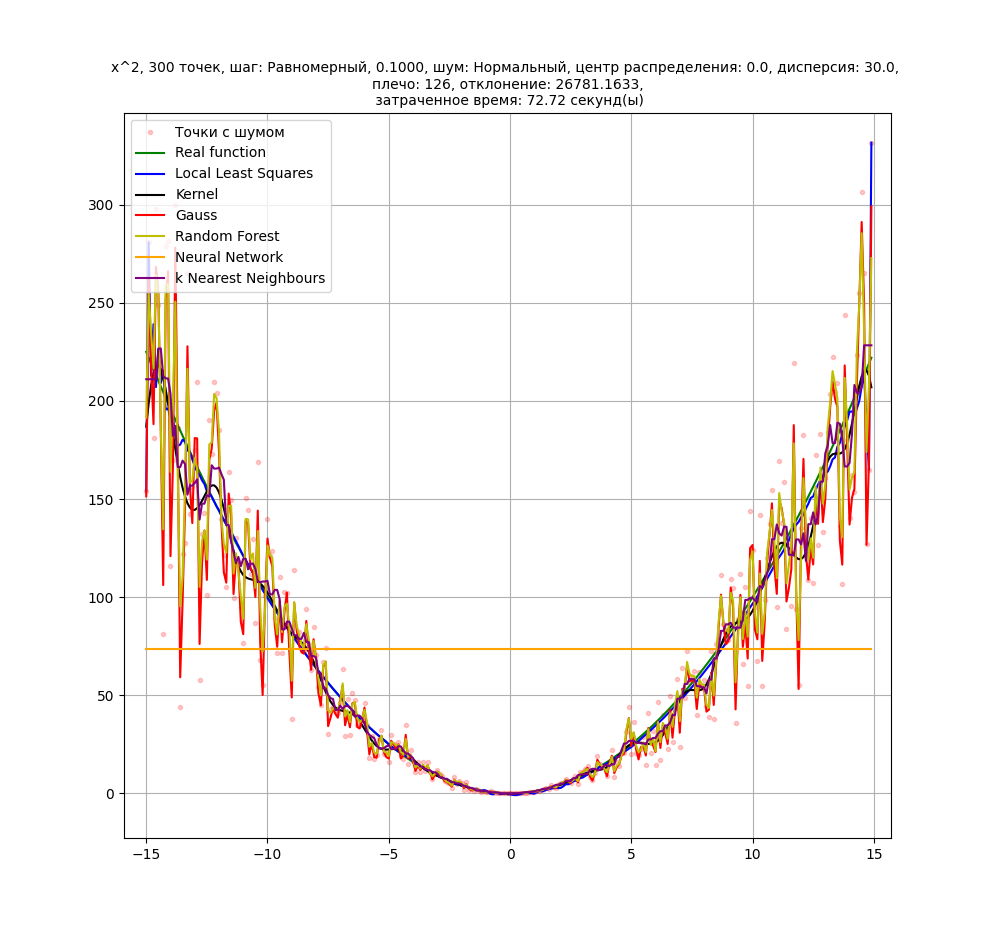 x^2, 300 точек, шаг: Равномерный, 0.1000, шум: Нормальный, центр распределения: 0.0, дисперсия: 30.0,
плечо: 126, отклонение: 26781.1633,
затраченное время: 72.72 секунд(ы)
Точки с шумом
Real function
Local Least Squares
Kernel
Gauss
Random Forest
Neural Network
k Nearest Neighbours
300
250
200
150
100
50
0
−15 −10 −5 0 5 10 15